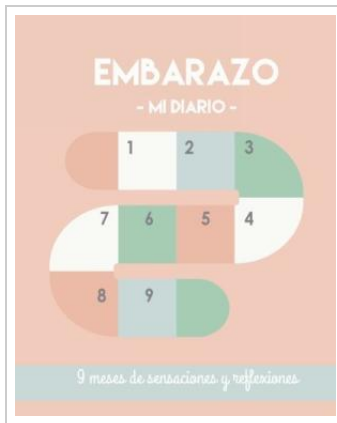 EMBARAZO
- MI DIARIO -
1 2 3
7 6 5 4
8 9
9 meses de sensaciones y reflexiones